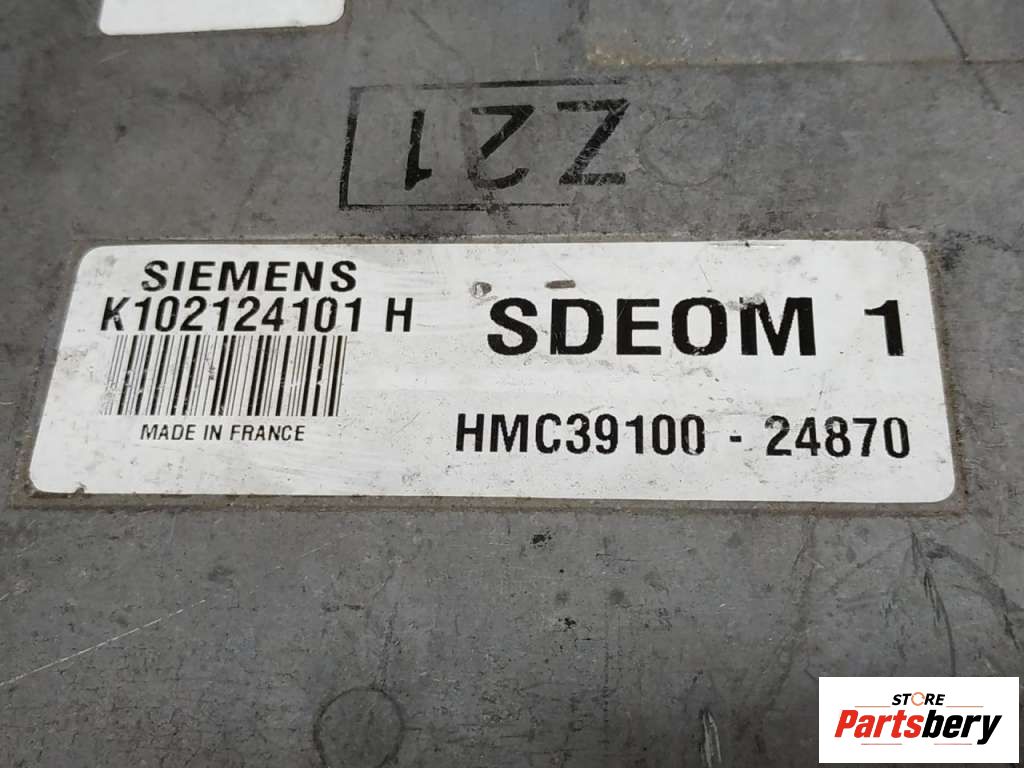 Z21
SIEMENS
K102124101 H
SDEOM 1
MADE IN FRANCE
HMC39100 - 24870
STORE
Partsbery